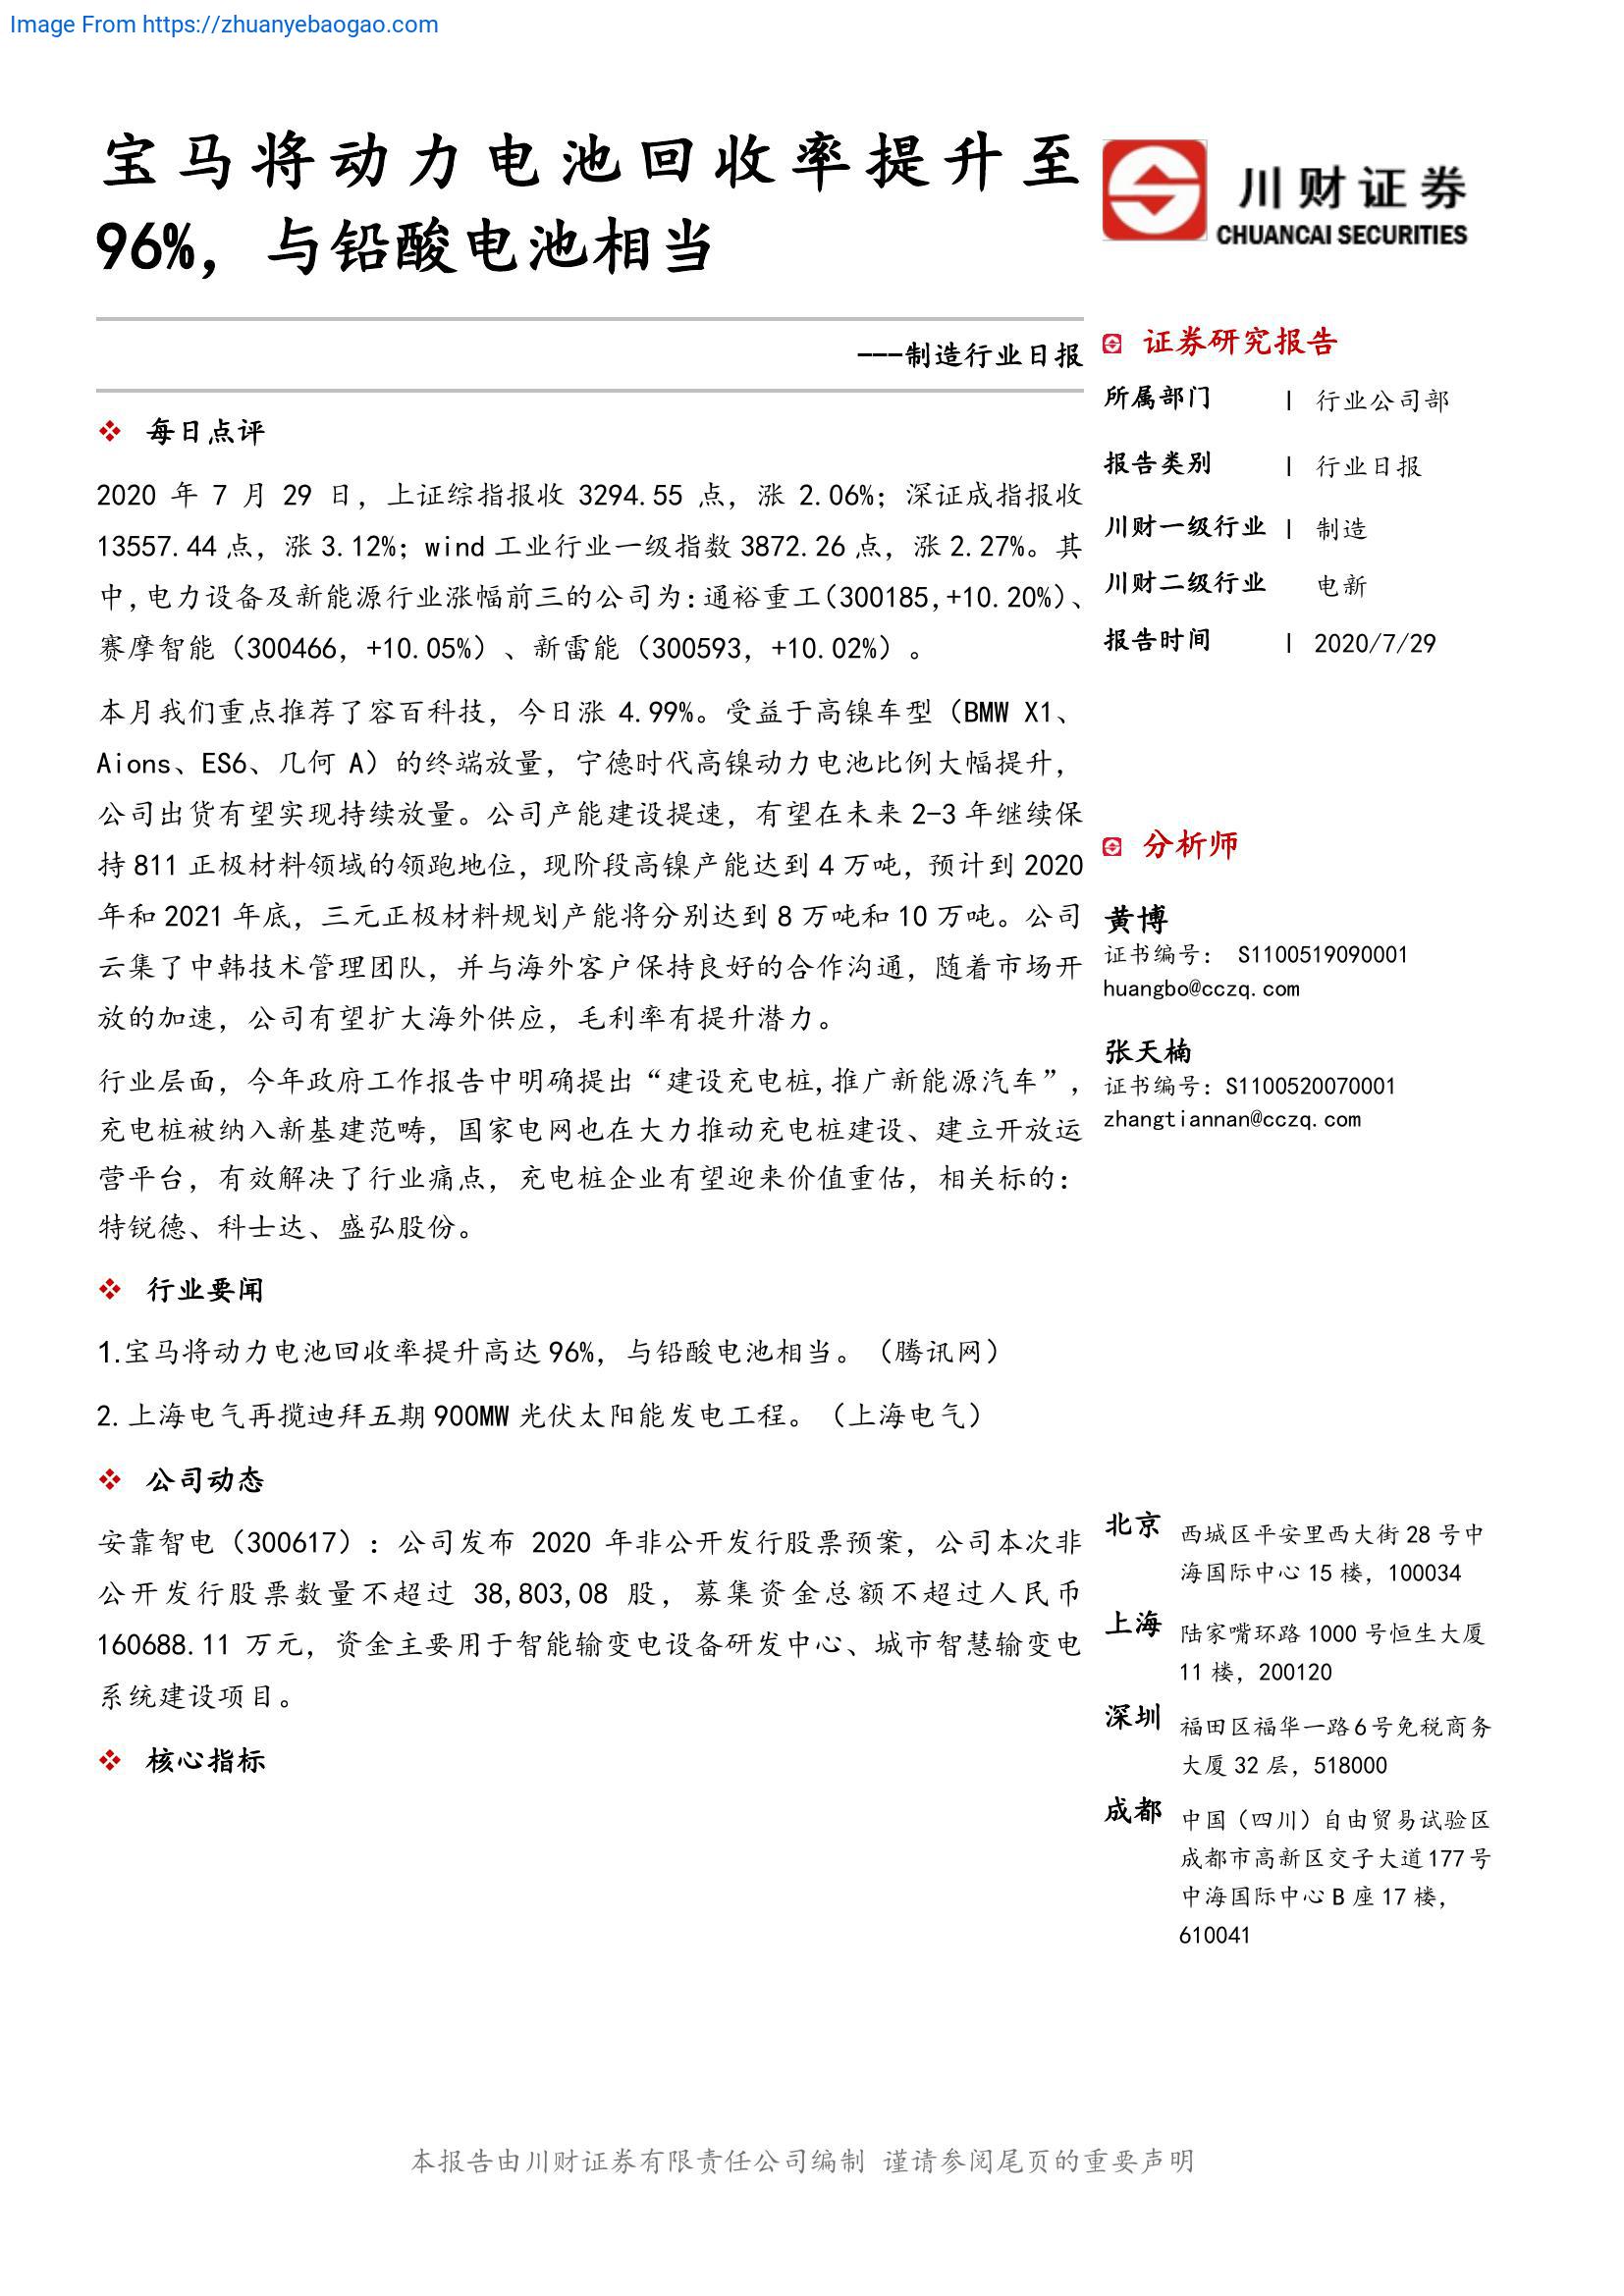 Image From https://zhuanyebaogao.com
宝马将动力电池回收率提升至
96%，与铅酸电池相当
川财证券
CHUANCAI SECURITIES
---制造行业日报
每日点评
2020 年 7 月 29 日，上证综指报收 3294.55 点，涨 2.06%；深证成指报收
13557.44 点，涨 3.12%；wind 工业行业一级指数 3872.26 点，涨 2.27%。其
中,电力设备及新能源行业涨幅前三的公司为:通裕重工(300185,+10.20%)、
赛摩智能（300466，+10.05%）、新雷能（300593，+10.02%）。
本月我们重点推荐了容百科技，今日涨 4.99%。受益于高镍车型（BMW X1、
Aions、ES6、几何 A）的终端放量，宁德时代高镍动力电池比例大幅提升，
公司出货有望实现持续放量。公司产能建设提速，有望在未来 2-3 年继续保
持 811 正极材料领域的领跑地位，现阶段高镍产能达到 4 万吨，预计到 2020
年和 2021 年底，三元正极材料规划产能将分别达到 8 万吨和 10 万吨。公司
云集了中韩技术管理团队，并与海外客户保持良好的合作沟通，随着市场开
放的加速，公司有望扩大海外供应，毛利率有提升潜力。
行业层面，今年政府工作报告中明确提出“建设充电桩,推广新能源汽车”，
充电桩被纳入新基建范畴，国家电网也在大力推动充电桩建设、建立开放运
营平台，有效解决了行业痛点，充电桩企业有望迎来价值重估，相关标的：
特锐德、科士达、盛弘股份。
行业要闻
1.宝马将动力电池回收率提升高达 96%，与铅酸电池相当。（腾讯网）
2.上海电气再揽迪拜五期 900MW 光伏太阳能发电工程。（上海电气）
公司动态
安靠智电（300617）：公司发布 2020 年非公开发行股票预案，公司本次非
公开发行股票数量不超过 38,803,08 股，募集资金总额不超过人民币
160688.11 万元，资金主要用于智能输变电设备研发中心、城市智慧输变电
系统建设项目。
核心指标
证券研究报告
所属部门 | 行业公司部
报告类别 | 行业日报
川财一级行业 | 制造
川财二级行业 电新
报告时间 | 2020/7/29
分析师
黄博
证书编号： S1100519090001
huangbo@cczq.com
张天楠
证书编号：S1100520070001
zhangtiannan@cczq.com
北京 西城区平安里西大街 28 号中
海国际中心 15 楼，100034
上海 陆家嘴环路 1000 号恒生大厦
11 楼，200120
深圳 福田区福华一路 6 号免税商务
大厦 32 层，518000
成都 中国（四川）自由贸易试验区
成都市高新区交子大道 177 号
中海国际中心 B 座 17 楼，
610041
本报告由川财证券有限责任公司编制 谨请参阅尾页的重要声明